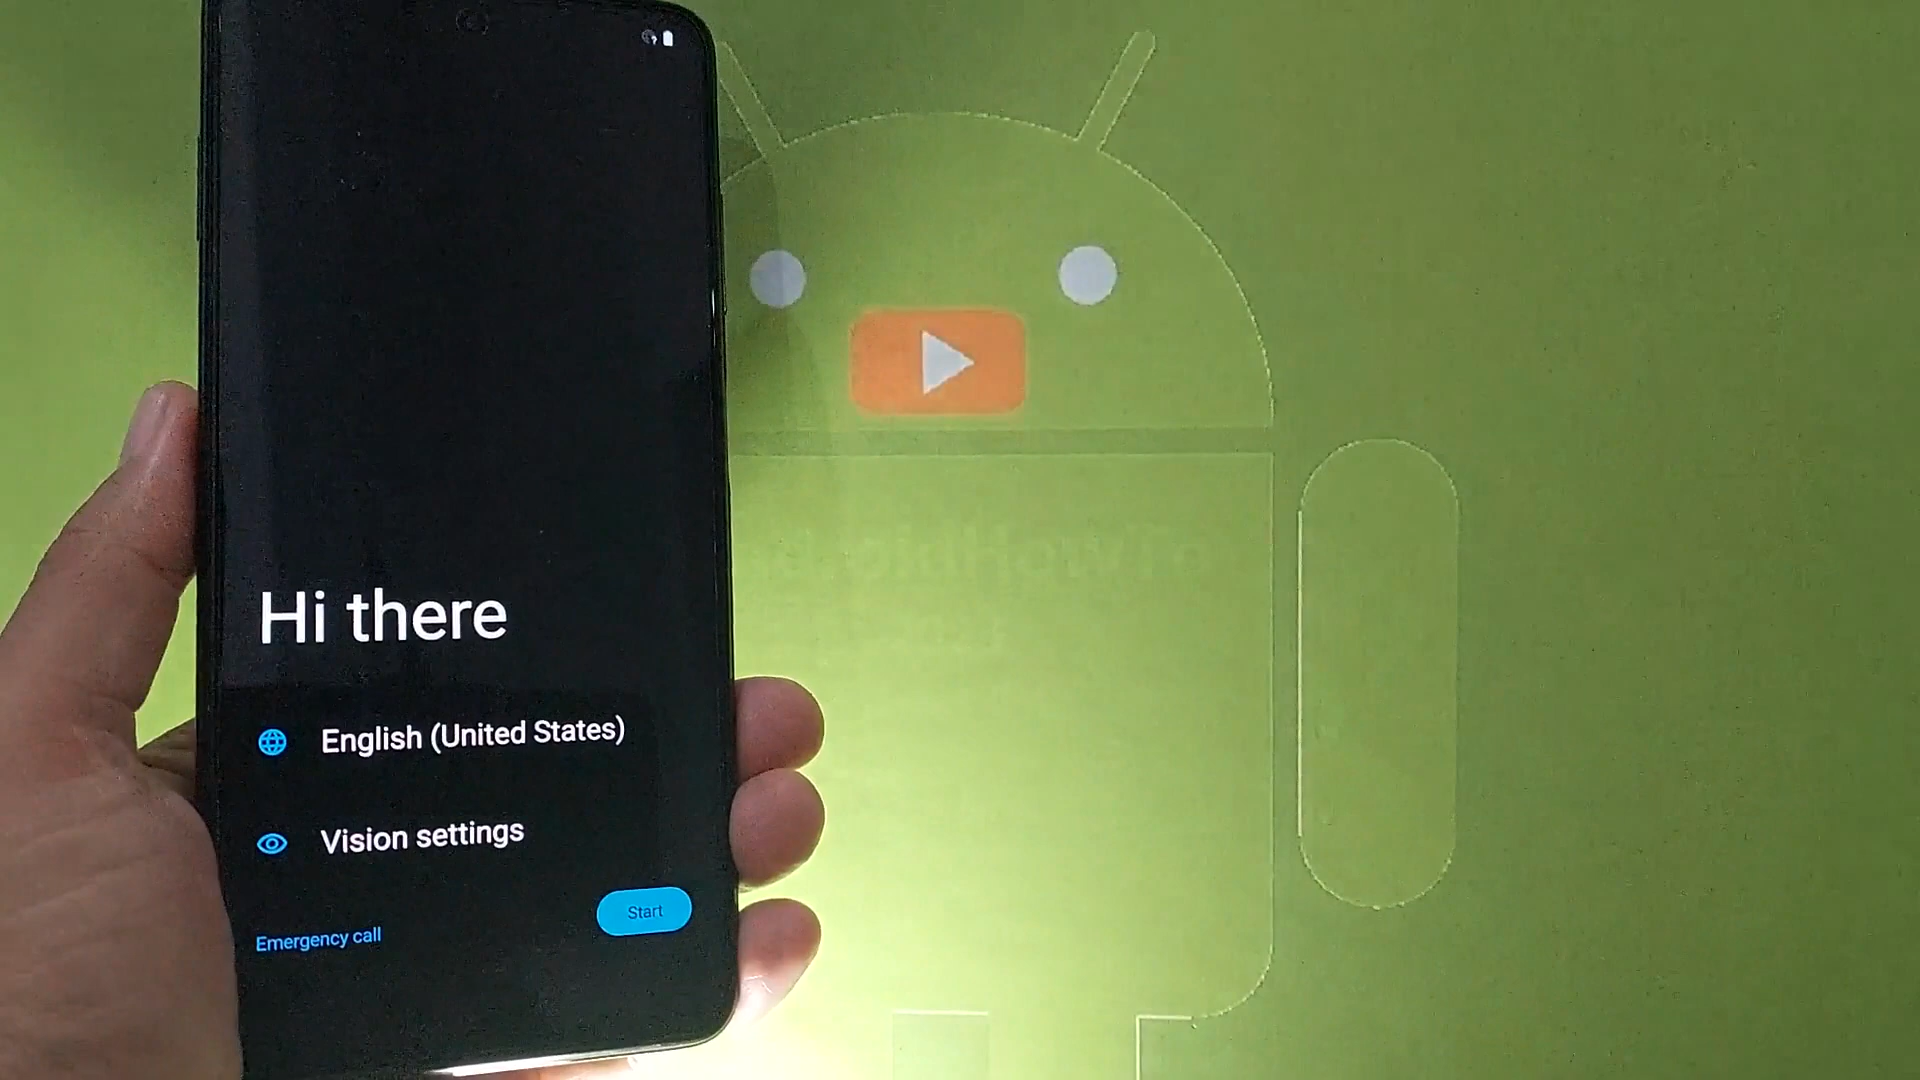 Hi there
English (United States)
Vision settings
Start
Emergency call